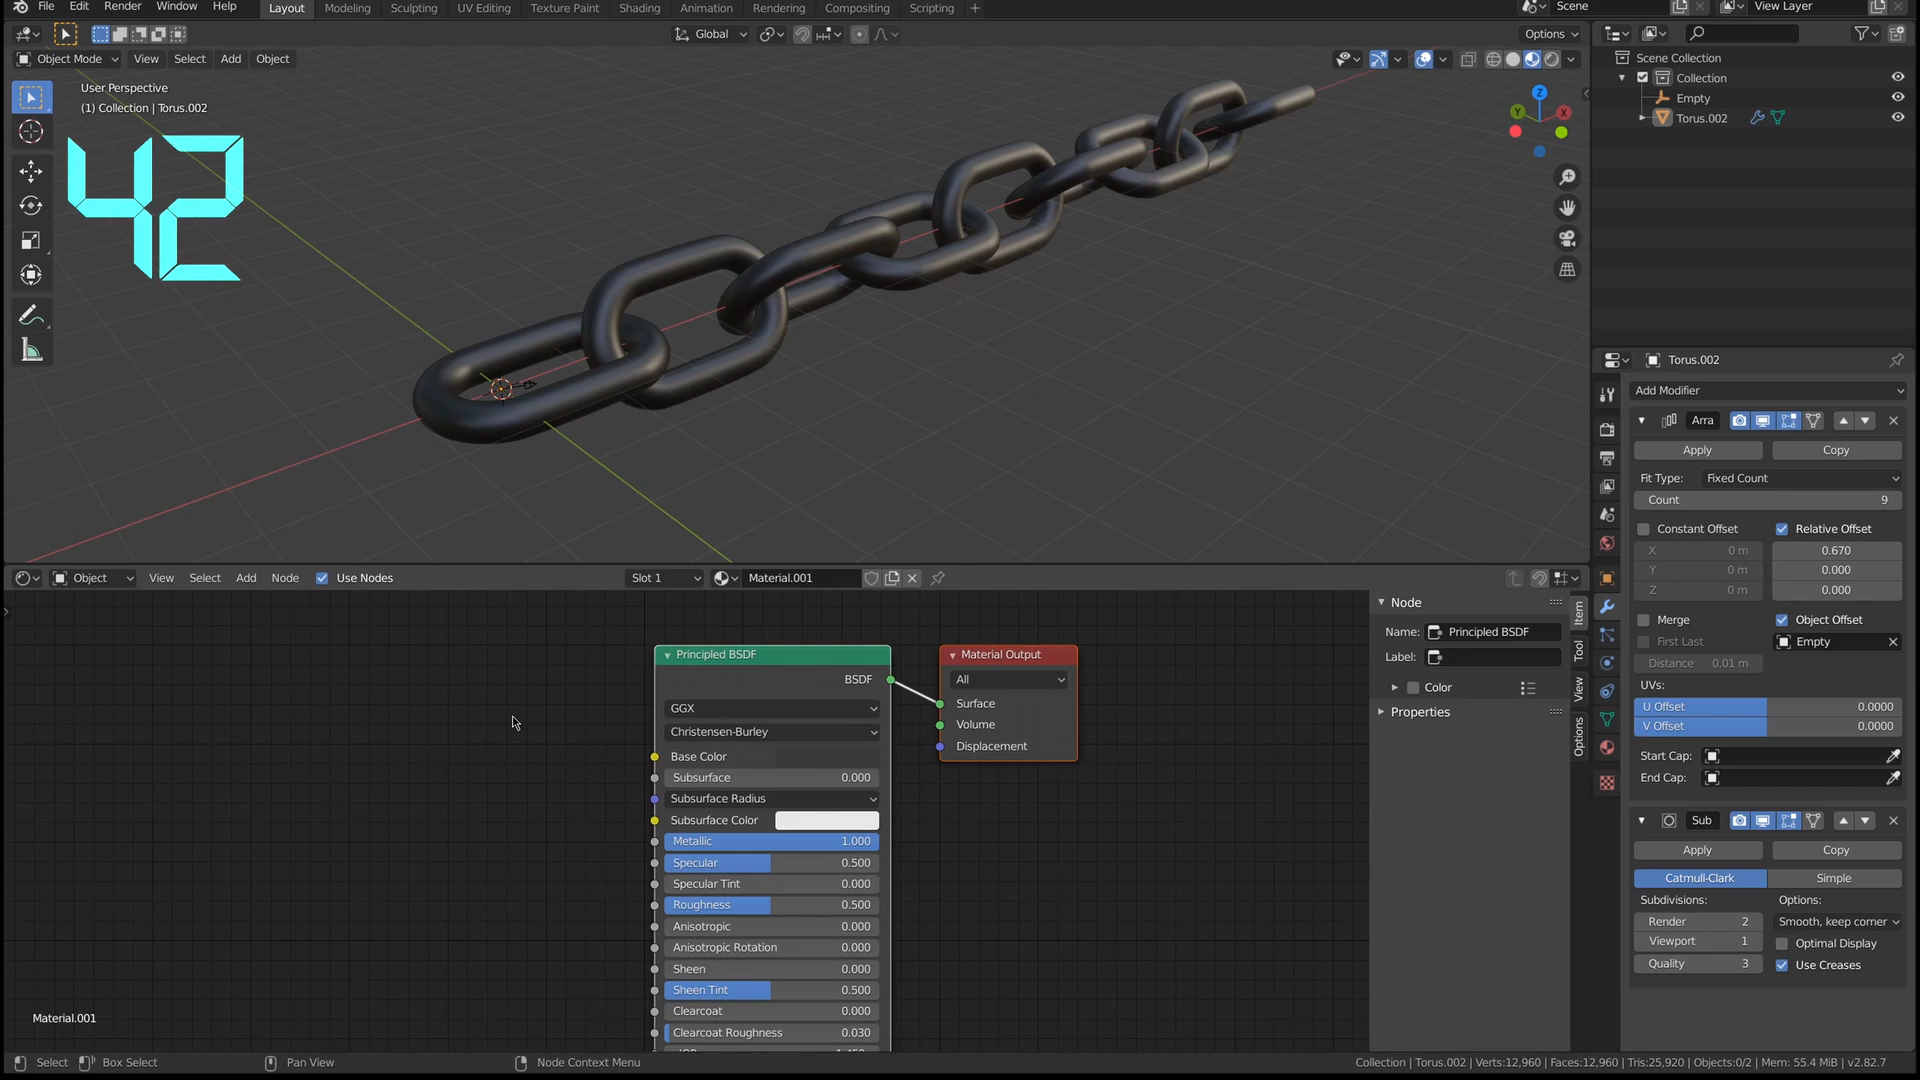 File Edit Render Window Help Layout Modeling Sculpting UV Editing Texture Paint Shading Animation Rendering Compositing Scripting + Scene View Layer
Global Options
Object Mode View Select Add Object
User Perspective
(1) Collection | Torus.002
42
Z
Y
X
Scene Collection
Collection
Empty
Torus.002
Torus.002
Add Modifier
Arra
Apply Copy
Fit Type: Fixed Count
Count 9
Constant Offset Relative Offset
X 0 m 0.670
Y 0 m 0.000
Z 0 m 0.000
Merge Object Offset
First Last Empty
Distance 0.01 m
UVs:
U Offset 0.0000
V Offset 0.0000
Start Cap:
End Cap:
Sub
Apply Copy
Catmull-Clark Simple
Subdivisions: Options:
Render 2 Smooth, keep corner
Viewport 1 Optimal Display
Quality 3 Use Creases
Object View Select Add Node Use Nodes Slot 1 Material.001
Principled BSDF
BSDF
GGX
Christensen-Burley
Base Color
Subsurface 0.000
Subsurface Radius
Subsurface Color
Metallic 1.000
Specular 0.500
Specular Tint 0.000
Roughness 0.500
Anisotropic 0.000
Anisotropic Rotation 0.000
Sheen 0.000
Sheen Tint 0.500
Clearcoat 0.000
Clearcoat Roughness 0.030
Material Output
All
Surface
Volume
Displacement
Node
Name: Principled BSDF
Label:
Color
Properties
Item
Tool
View
Options
Material.001
Select Box Select Pan View Node Context Menu Collection | Torus.002 | Verts:12,960 | Faces:12,960 | Tris:25,920 | Objects:0/2 | Mem: 55.4 MiB | v2.82.7